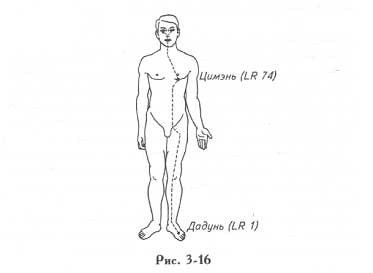 Цимэнь (LR 74)
Дадунь (LR 1)
Рис. 3-16